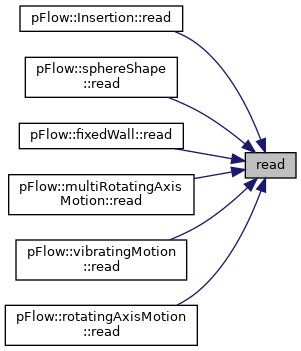 pFlow::Insertion::read
pFlow::sphereShape
::read
pFlow::fixedWall::read
read
pFlow::multiRotatingAxis
Motion::read
pFlow::vibratingMotion
::read
pFlow::rotatingAxisMotion
::read